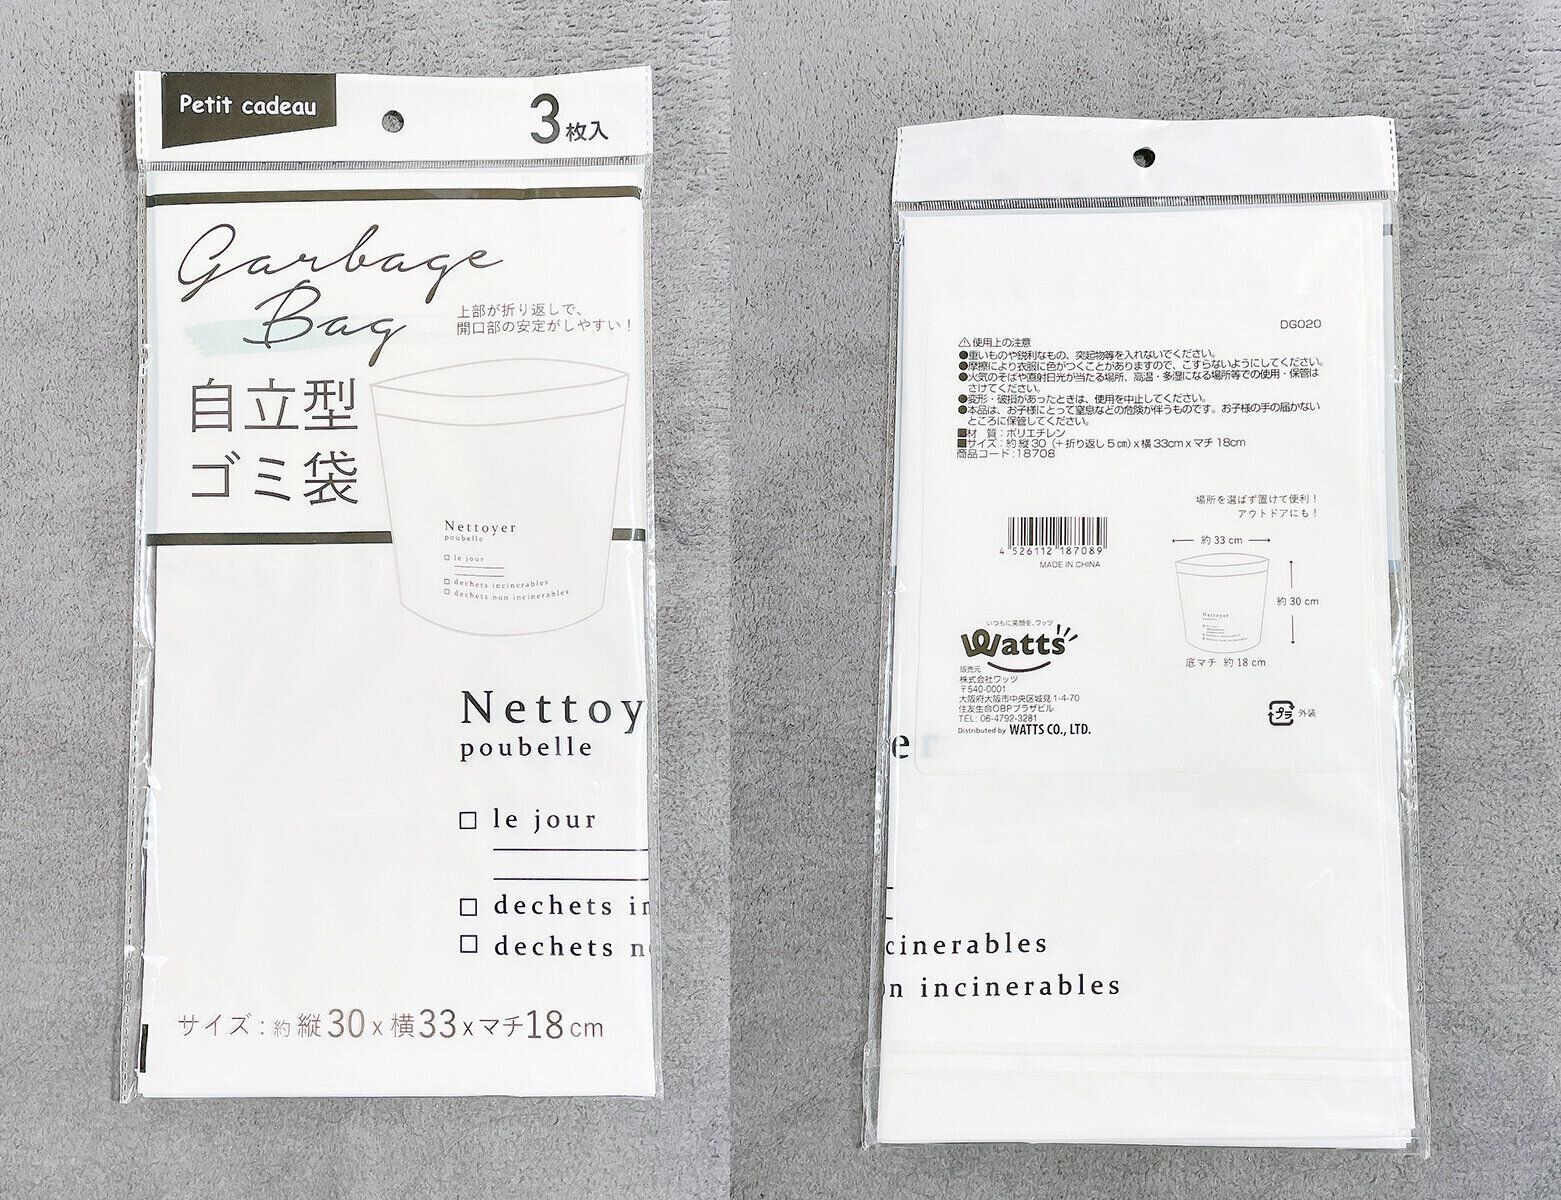 Petit cadeau
3枚入
Garbage
Bag
上部が折り返しで、
開口部の安定がしやすい！
自立型
ゴミ袋
Nettoyer
poubelle
le jour
dechets incinerables
dechets non incinerables
Nettoy
poubelle
le jour
dechets in
dechets n
サイズ：約 縦30 x 横33 x マチ18cm
DG020
⚠使用上の注意
●重いものや鋭利なもの、突起物等を入れないでください。
●摩擦により衣服に色がつくことがありますので、こすらないようにしてください。
●火気のそばや直射日光が当たる場所、高温・多湿になる場所等での使用・保管は
さけてください。
●変形・破損があったときは、使用を中止してください。
●本品は、お子様にとって窒息などの危険が伴うものです。お子様の手の届かない
ところに保管してください。
■材　質：ポリエチレン
■サイズ：約 縦30（＋折り返し5cm）x 横33cm x マチ18cm
商品コード：18708
場所を選ばず置けて便利！
アウトドアにも！
4 526112 187089
MADE IN CHINA
約33cm
約30cm
Nettoyer
底マチ 約18cm
いつもに笑顔を、ワッツ
Watts
販売元
株式会社ワッツ
〒540-0001
大阪府大阪市中央区城見1-4-70
住友生命OBPプラザビル
TEL: 06-4792-3281
Distributed by WATTS CO., LTD.
プラ 外装
er
cinerables
n incinerables